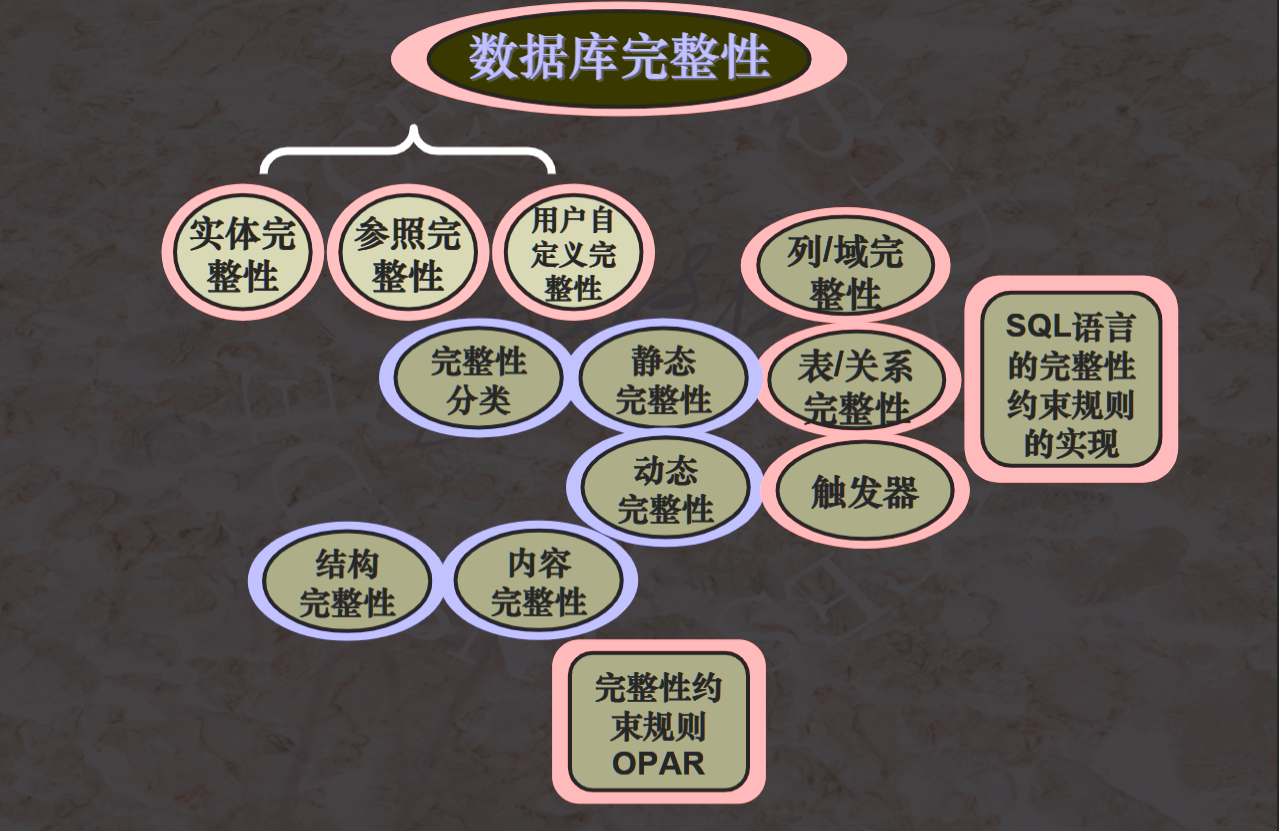 数据库完整性
实体完
整性
参照完
整性
用户自
定义完
整性
列/域完
整性
SQL语言
的完整性
约束规则
的实现
完整性
分类
静态
完整性
表/关系
完整性
动态
完整性
触发器
结构
完整性
内容
完整性
完整性约
束规则
OPAR